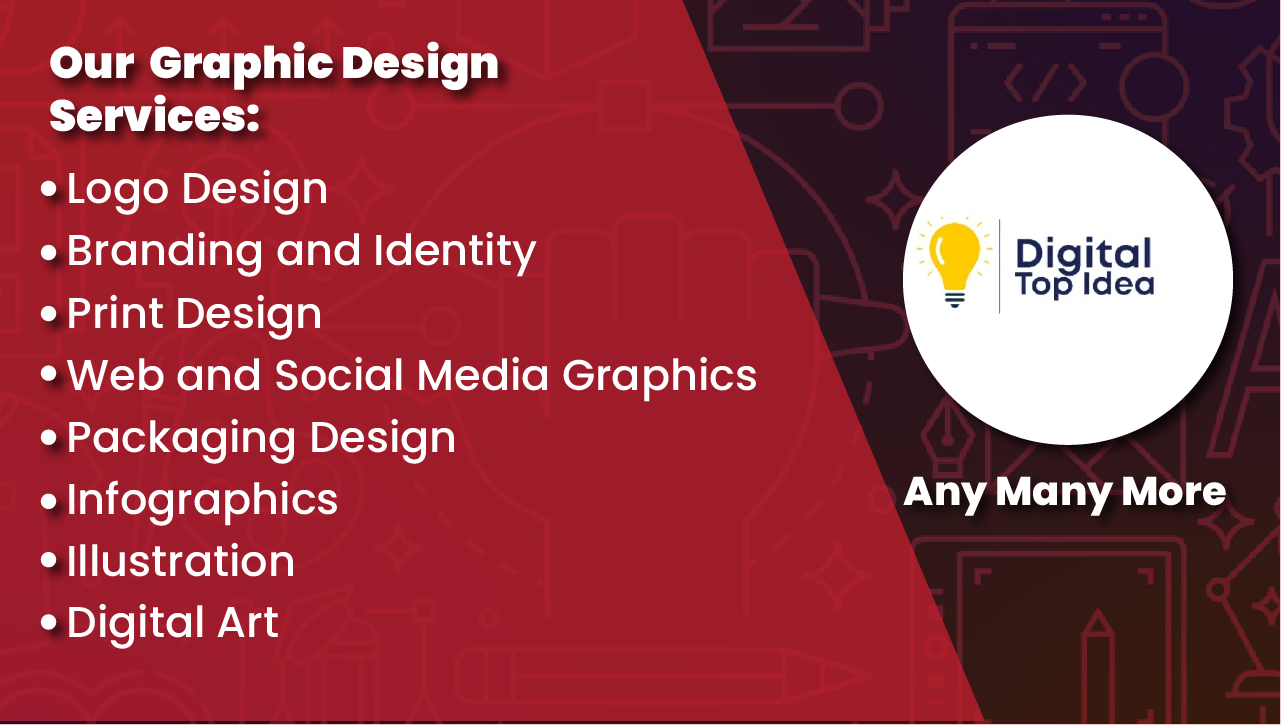 Our Graphic Design
Services:
• Logo Design
• Branding and Identity
• Print Design
• Web and Social Media Graphics
• Packaging Design
• Infographics
• Illustration
• Digital Art
Digital
Top Idea
Any Many More